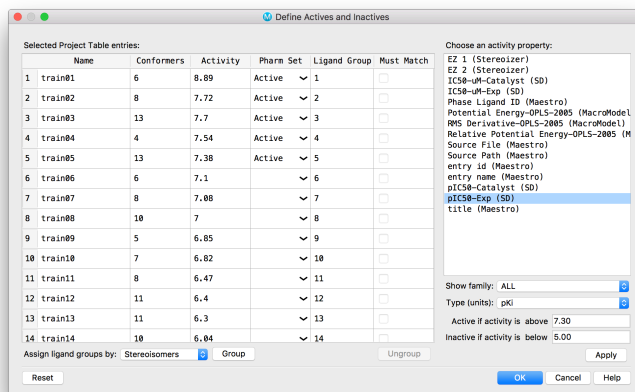 Define Actives and Inactives
Selected Project Table entries:
Name Conformers Activity Pharm Set Ligand Group Must Match
1 train01 6 8.89 Active 1
2 train02 8 7.72 Active 2
3 train03 13 7.7 Active 3
4 train04 4 7.54 Active 4
5 train05 13 7.38 Active 5
6 train06 6 7.1 6
7 train07 8 7.08 7
8 train08 10 7 8
9 train09 5 6.85 9
10 train10 7 6.82 10
11 train11 8 6.47 11
12 train12 11 6.4 12
13 train13 11 6.3 13
14 train14 10 6.04 14
Assign ligand groups by: Stereoisomers Group Ungroup
Choose an activity property:
EZ 1 (Stereoizer)
EZ 2 (Stereoizer)
IC50-uM-Catalyst (SD)
IC50-uM-Exp (SD)
Phase Ligand ID (Maestro)
Potential Energy-OPLS-2005 (MacroModel)
RMS Derivative-OPLS-2005 (MacroModel)
Relative Potential Energy-OPLS-2005 (M
Source File (Maestro)
Source Path (Maestro)
entry id (Maestro)
entry name (Maestro)
pIC50-Catalyst (SD)
pIC50-Exp (SD)
title (Maestro)
Show family: ALL
Type (units): pKi
Active if activity is above 7.30
Inactive if activity is below 5.00
Apply
Reset OK Cancel Help